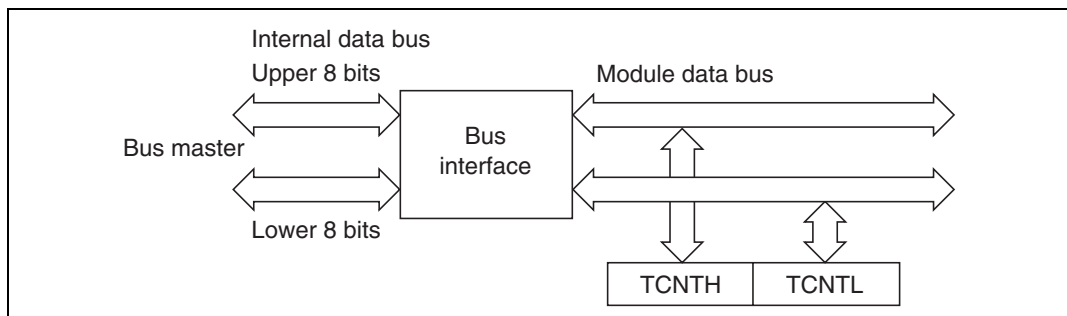 Internal data bus
Upper 8 bits
Module data bus
Bus master
Bus
interface
Lower 8 bits
TCNTH
TCNTL